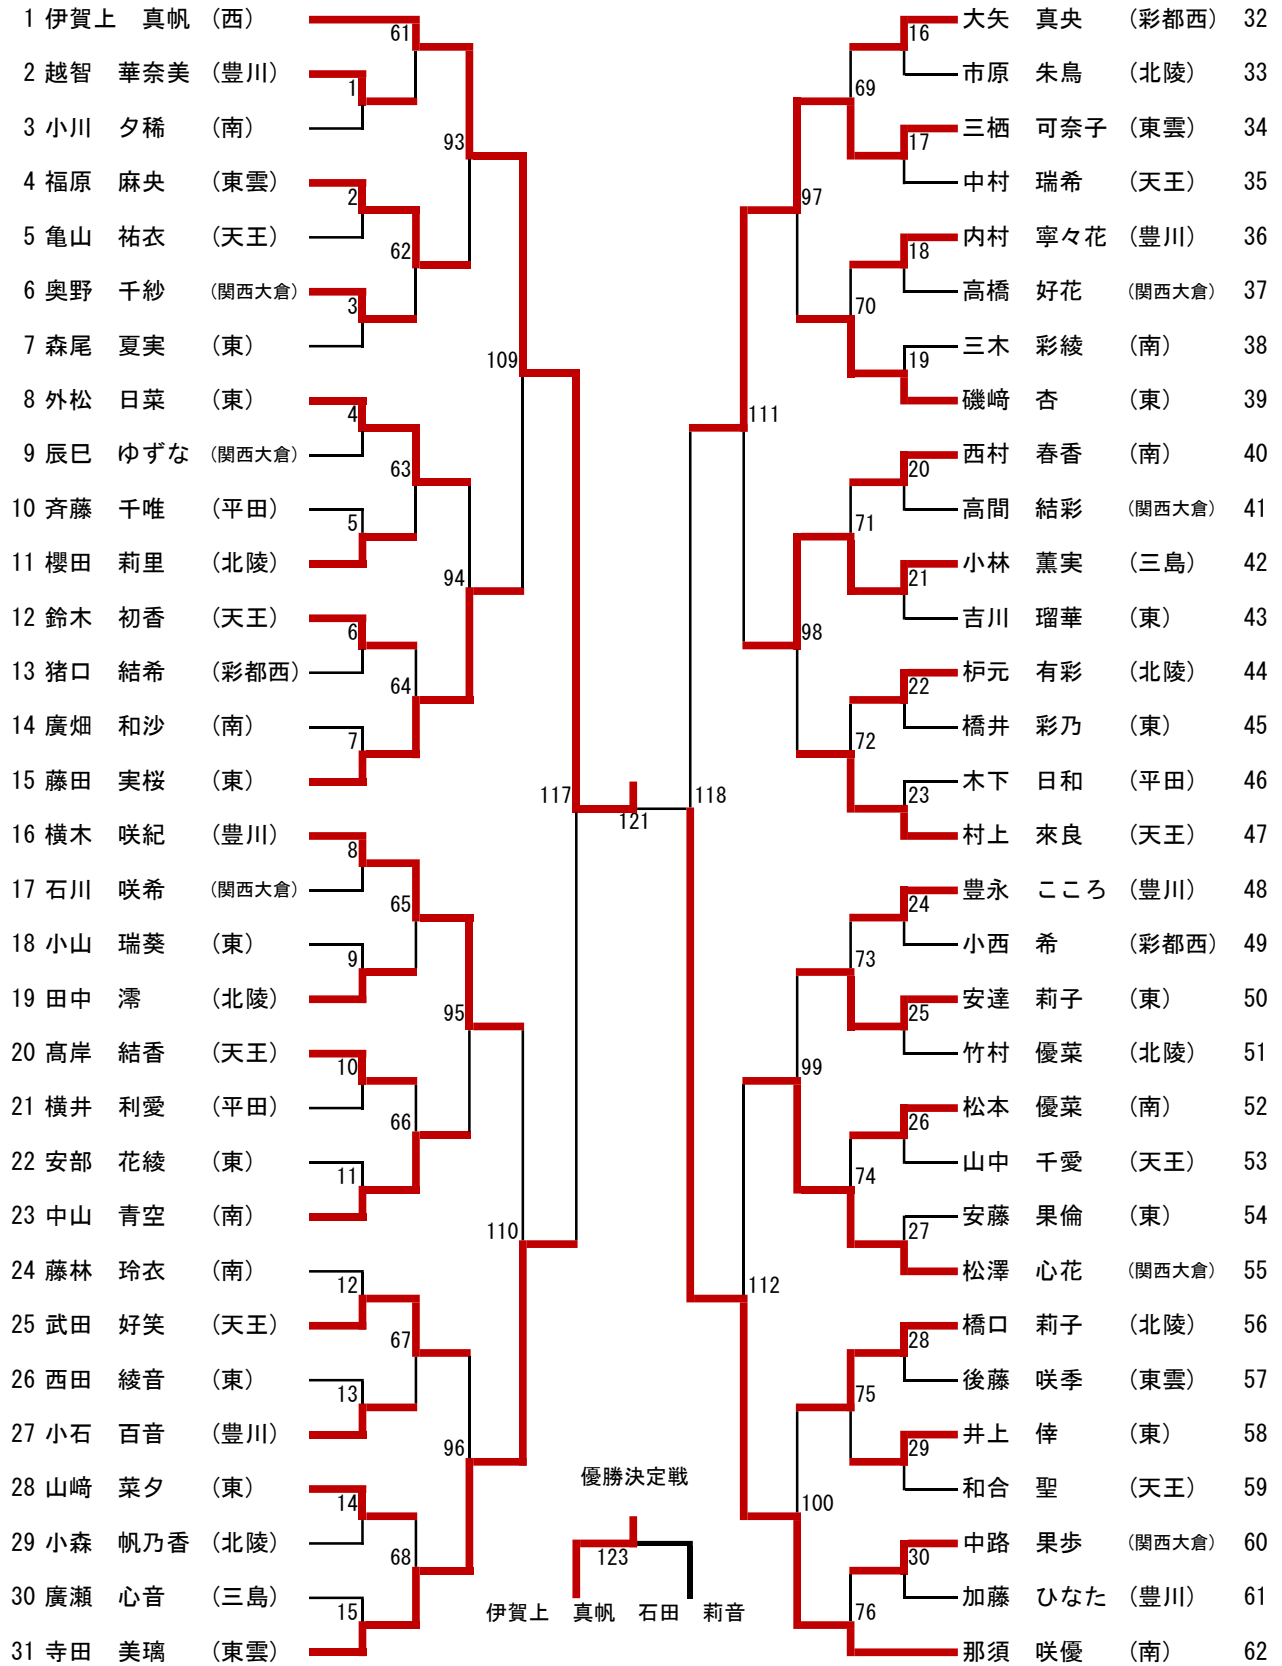 1 伊賀上 真帆 (西)
2 越智 華奈美 (豊川)
3 小川 夕稀 (南)
4 福原 麻央 (東雲)
5 亀山 祐衣 (天王)
6 奥野 千紗 (関西大倉)
7 森尾 夏実 (東)
8 外松 日菜 (東)
9 辰巳 ゆずな (関西大倉)
10 斉藤 千唯 (平田)
11 櫻田 莉里 (北陵)
12 鈴木 初香 (天王)
13 猪口 結希 (彩都西)
14 廣畑 和沙 (南)
15 藤田 実桜 (東)
16 横木 咲紀 (豊川)
17 石川 咲希 (関西大倉)
18 小山 瑞葵 (東)
19 田中 澪 (北陵)
20 髙岸 結香 (天王)
21 横井 利愛 (平田)
22 安部 花綾 (東)
23 中山 青空 (南)
24 藤林 玲衣 (南)
25 武田 好笑 (天王)
26 西田 綾音 (東)
27 小石 百音 (豊川)
28 山﨑 菜夕 (東)
29 小森 帆乃香 (北陵)
30 廣瀬 心音 (三島)
31 寺田 美璃 (東雲)
61
1
93
2
62
3
109
4
63
5
94
6
64
7
117
8
65
9
95
10
66
11
110
12
67
13
96
14
68
15
121
118
優勝決定戦
123
伊賀上 真帆 石田 莉音
16
69
17
97
18
70
19
111
20
71
21
98
22
72
23
24
73
25
99
26
74
27
112
28
75
29
100
30
76
大矢 真央 (彩都西) 32
市原 朱鳥 (北陵) 33
三栖 可奈子 (東雲) 34
中村 瑞希 (天王) 35
内村 寧々花 (豊川) 36
高橋 好花 (関西大倉) 37
三木 彩綾 (南) 38
磯﨑 杏 (東) 39
西村 春香 (南) 40
高間 結彩 (関西大倉) 41
小林 薫実 (三島) 42
吉川 瑠華 (東) 43
枦元 有彩 (北陵) 44
橋井 彩乃 (東) 45
木下 日和 (平田) 46
村上 來良 (天王) 47
豊永 こころ (豊川) 48
小西 希 (彩都西) 49
安達 莉子 (東) 50
竹村 優菜 (北陵) 51
松本 優菜 (南) 52
山中 千愛 (天王) 53
安藤 果倫 (東) 54
松澤 心花 (関西大倉) 55
橋口 莉子 (北陵) 56
後藤 咲季 (東雲) 57
井上 倖 (東) 58
和合 聖 (天王) 59
中路 果歩 (関西大倉) 60
加藤 ひなた (豊川) 61
那須 咲優 (南) 62